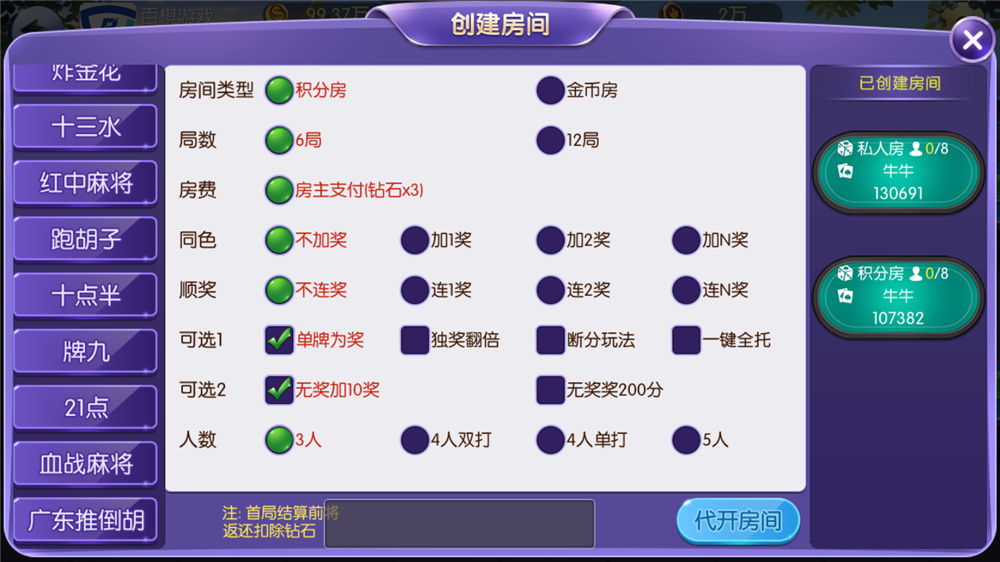 百搭游戏
99.37万
2万
创建房间
炸金花
十三水
红中麻将
跑胡子
十点半
牌九
21点
血战麻将
广东推倒胡
房间类型 积分房 金币房
局数 6局 12局
房费 房主支付(钻石x3)
同色 不加奖 加1奖 加2奖 加N奖
顺奖 不连奖 连1奖 连2奖 连N奖
可选1 单牌为奖 独奖翻倍 断分玩法 一键全托
可选2 无奖加10奖 无奖奖200分
人数 3人 4人双打 4人单打 5人
注: 首局结算前将
返还扣除钻石
代开房间
已创建房间
私人房 0/8
牛牛
130691
积分房 0/8
牛牛
107382